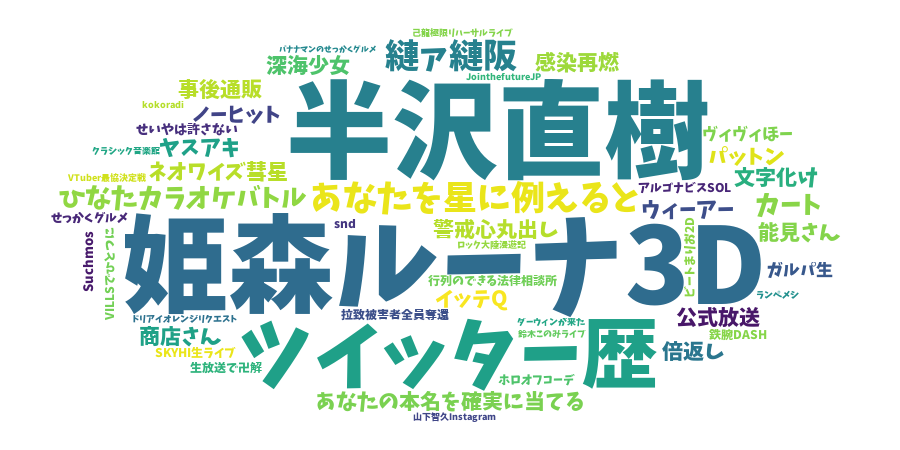 己龍極限リハーサルライブ
バナナマンのせっかくグルメ
縺ァ縺阪
深海少女
感染再燃
JointhefutureJP
事後通販
半沢直樹
kokoradi
ノーヒット
せいやは許さない
ヴィヴィほー
クラシック音楽館
ヤスアキ
パットン
VTuber最協決定戦
ネオワイズ彗星
文字化け
ひなたカラオケバトル
あなたを星に例えると
アルゴナビスSOL
ウィーアー
カート
せっかくグルメ
snd
警戒心丸出し
能見さん
姫森ルーナ3D
ロック大陸漫遊記
ビートまりお2D
Suchmos
行列のできる法律相談所
ガルパ生
イッテQ
ランペメシ
ドリアイオレンジリクエスト
拉致被害者全員奪還
公式放送
商店さん
ツイッター歴
ダーウィンが来た
鈴木このみライブ
鉄腕DASH
SKYHI生ライブ
倍返し
生放送で卍解
ホロオフコーデ
あなたの本名を確実に当てる
山下智久Instagram